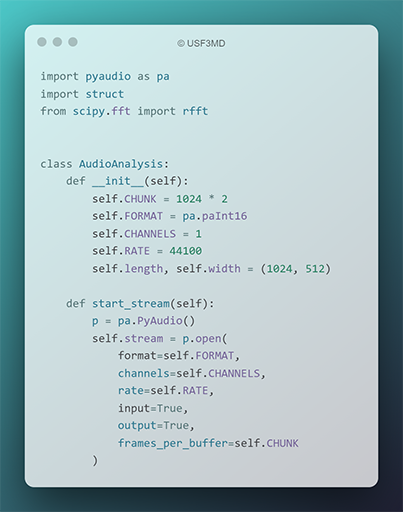 © USF3MD
import pyaudio as pa
import struct
from scipy.fft import rfft
class AudioAnalysis:
def __init__(self):
self.CHUNK = 1024 * 2
self.FORMAT = pa.paInt16
self.CHANNELS = 1
self.RATE = 44100
self.length, self.width = (1024, 512)
def start_stream(self):
p = pa.PyAudio()
self.stream = p.open(
format=self.FORMAT,
channels=self.CHANNELS,
rate=self.RATE,
input=True,
output=True,
frames_per_buffer=self.CHUNK
)